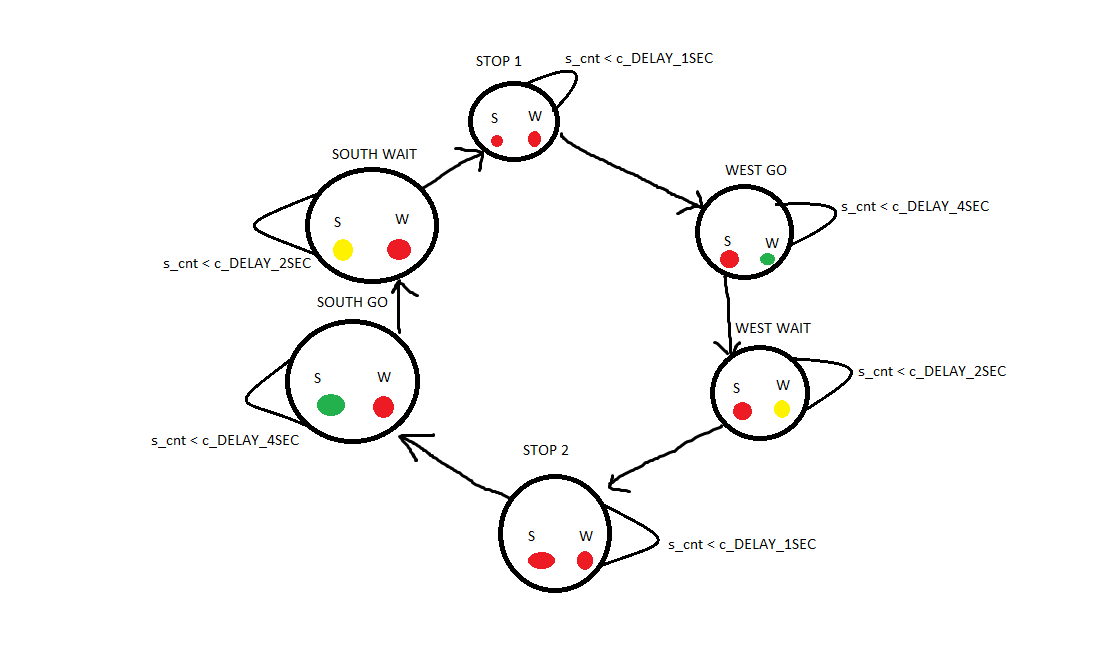 STOP 1
s_cnt < c_DELAY_1SEC
S W
SOUTH WAIT
S W
s_cnt < c_DELAY_2SEC
WEST GO
s_cnt < c_DELAY_4SEC
S W
SOUTH GO
S W
s_cnt < c_DELAY_4SEC
WEST WAIT
s_cnt < c_DELAY_2SEC
S W
STOP 2
S W
s_cnt < c_DELAY_1SEC